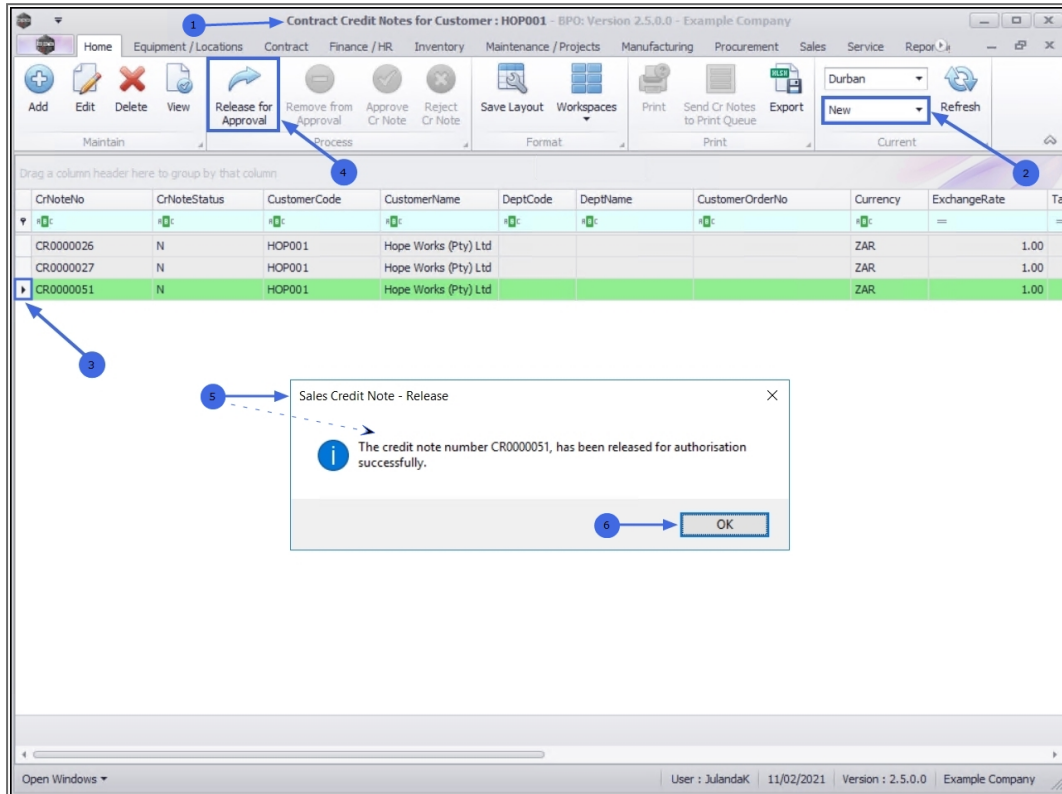 1
Contract Credit Notes for Customer : HOP001 - BPO: Version 2.5.0.0 - Example Company
Home Equipment / Locations Contract Finance / HR Inventory Maintenance / Projects Manufacturing Procurement Sales Service Repor
Add Edit Delete View Release for Approval Remove from Approval Approve Cr Note Reject Cr Note Save Layout Workspaces Print Send Cr Notes to Print Queue Export Durban New Refresh
Maintain Process Format Print Current
4
2
Drag a column header here to group by that column
CrNoteNo CrNoteStatus CustomerCode CustomerName DeptCode DeptName CustomerOrderNo Currency ExchangeRate Ta
CR0000026 N HOP001 Hope Works (Pty) Ltd ZAR 1.00
CR0000027 N HOP001 Hope Works (Pty) Ltd ZAR 1.00
CR0000051 N HOP001 Hope Works (Pty) Ltd ZAR 1.00
3
5
Sales Credit Note - Release
The credit note number CR0000051, has been released for authorisation
successfully.
6
OK
Open Windows User : JulandaK 11/02/2021 Version : 2.5.0.0 Example Company